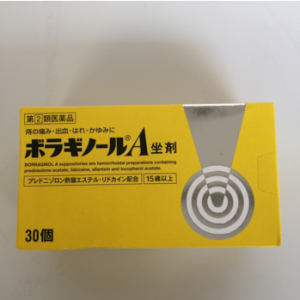 指定第②類医薬品
痔の痛み・出血・はれ・かゆみに
ボラギノール®A坐剤
BORRAGINOL A suppositories are hemorrhoidal preparations containing
prednisolone acetate, lidocaine, allantoin and tocopherol acetate.
プレドニゾロン酢酸エステル・リドカイン配合 15歳以上
30個